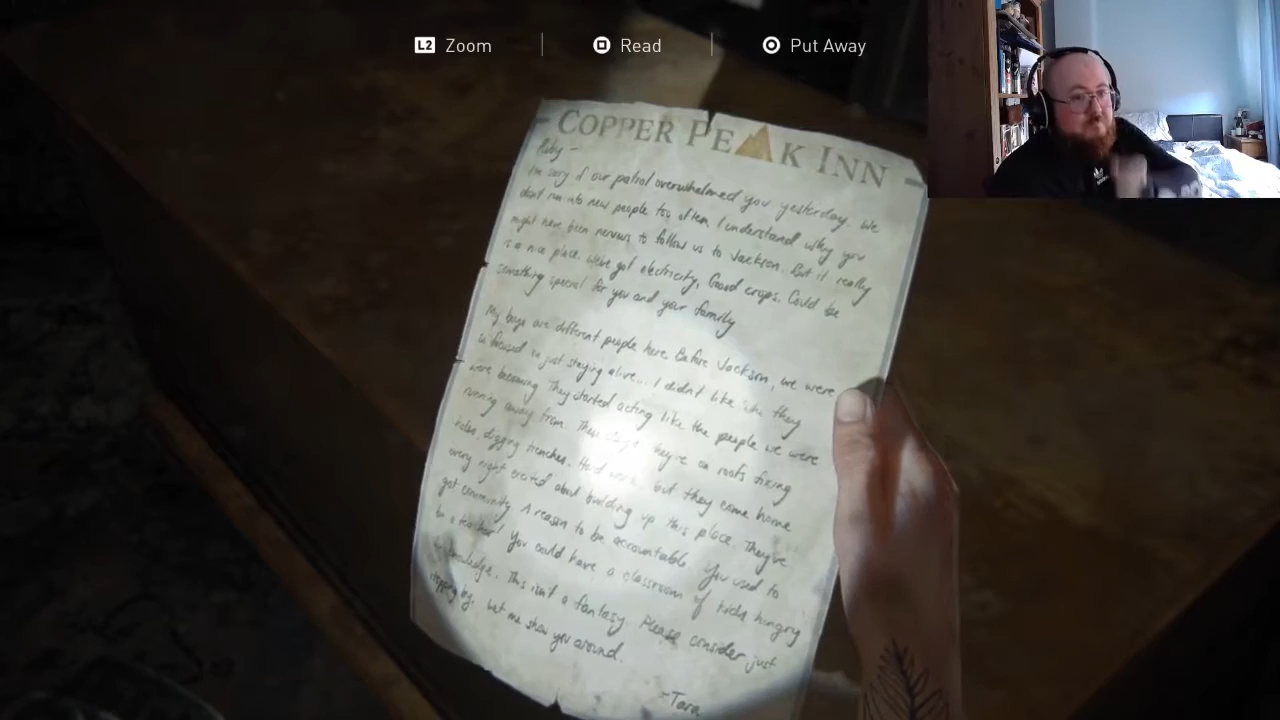 L2 Zoom
Read
Put Away
COPPER PEAK INN
Ruby -
I'm sorry if our patrol overwhelmed you yesterday. We
don't run into new people too often. I understand why you
might have been nervous to follow us to Jackson. But it really
is a nice place. We've got electricity, Good crops. Could be
something special for you and your family
My boys are different people here. Before Jackson, we were
so focused on just staying alive... I didn't like who they
were becoming. They started acting like the people we were
running away from. These days they're on roofs fixing
holes, digging trenches. Hard work, but they come home
every night excited about building up this place. They've
got community. A reason to be accountable. You used to
be a teacher! You could have a classroom of kids hungry
knowledge. This isn't a fantasy. Please consider just
stopping by. Let me show you around.
-Tara